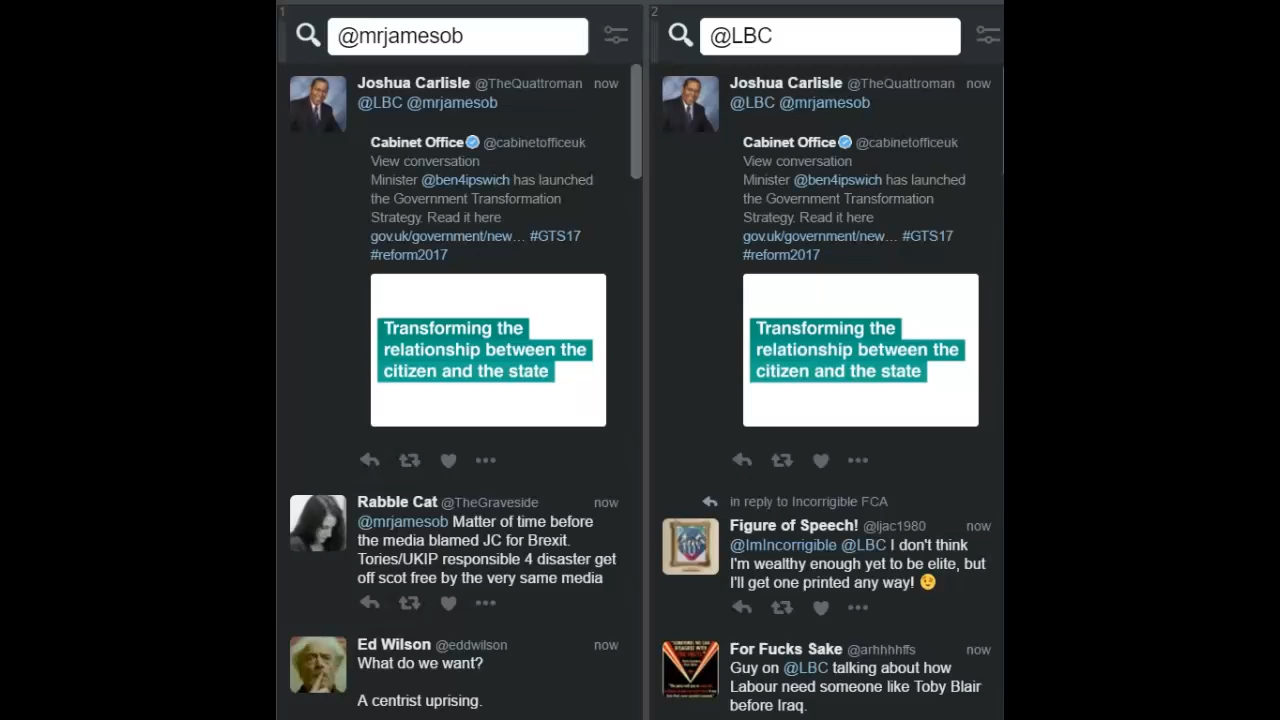 1
@mrjamesob
Joshua Carlisle @TheQuattroman now
@LBC @mrjamesob
Cabinet Office @cabinetofficeuk
View conversation
Minister @ben4ipswich has launched
the Government Transformation
Strategy. Read it here
gov.uk/government/new… #GTS17
#reform2017
Transforming the
relationship between the
citizen and the state
Rabble Cat @TheGraveside now
@mrjamesob Matter of time before
the media blamed JC for Brexit.
Tories/UKIP responsible 4 disaster get
off scot free by the very same media
Ed Wilson @eddwilson now
What do we want?
A centrist uprising.
2
@LBC
Joshua Carlisle @TheQuattroman now
@LBC @mrjamesob
Cabinet Office @cabinetofficeuk
View conversation
Minister @ben4ipswich has launched
the Government Transformation
Strategy. Read it here
gov.uk/government/new… #GTS17
#reform2017
Transforming the
relationship between the
citizen and the state
in reply to Incorrigible FCA
Figure of Speech! @ljac1980 now
@ImIncorrigible @LBC I don't think
I'm wealthy enough yet to be elite, but
I'll get one printed any way! 😉
For Fucks Sake @arhhhhffs now
Guy on @LBC talking about how
Labour need someone like Toby Blair
before Iraq.